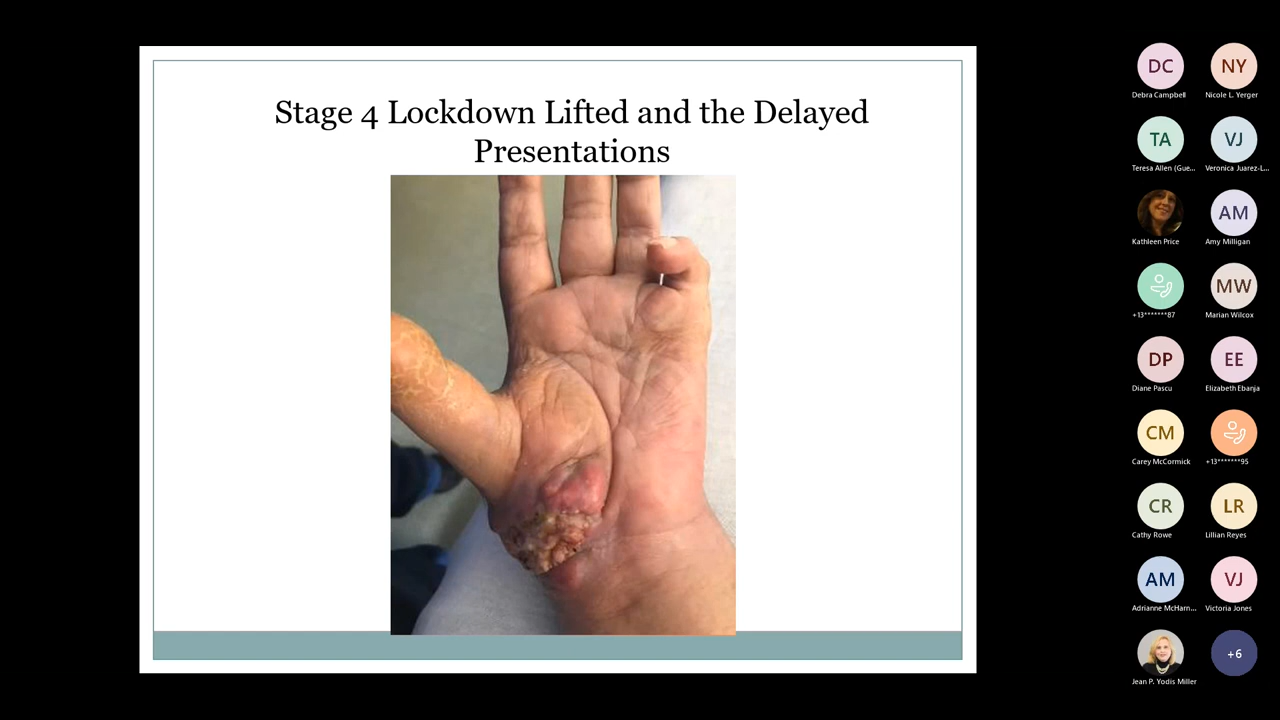 Stage 4 Lockdown Lifted and the Delayed
Presentations
DC
NY
Debra Campbell
Nicole L. Yerger
TA
VJ
Teresa Allen (Gue...
Veronica Juarez-L...
AM
Kathleen Price
Amy Milligan
MW
+13*******87
Marian Wilcox
DP
EE
Diane Pascu
Elizabeth Ebanja
CM
Carey McCormick
+13*******95
CR
LR
Cathy Rowe
Lillian Reyes
AM
VJ
Adrianne McHarn...
Victoria Jones
+6
Jean P. Yodis Miller